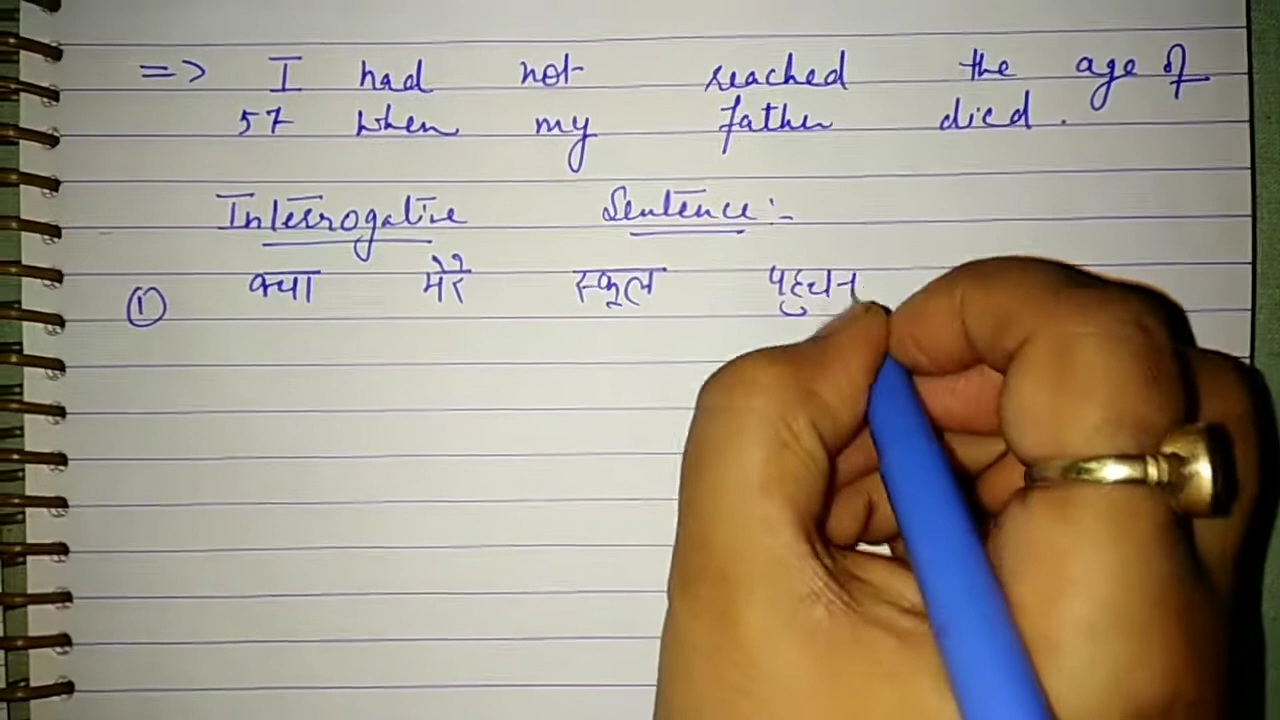 => I had not reached the age of
57 when my father died.
Interrogative Sentence :-
① क्या मेरे स्कूल पहुचन